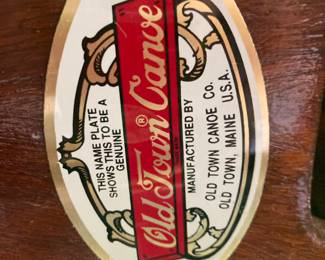 THIS NAME PLATE
SHOWS THIS TO BE A
GENUINE
"Old Town Canoe"®
MANUFACTURED BY
OLD TOWN CANOE Co.
OLD TOWN, MAINE U.S.A.